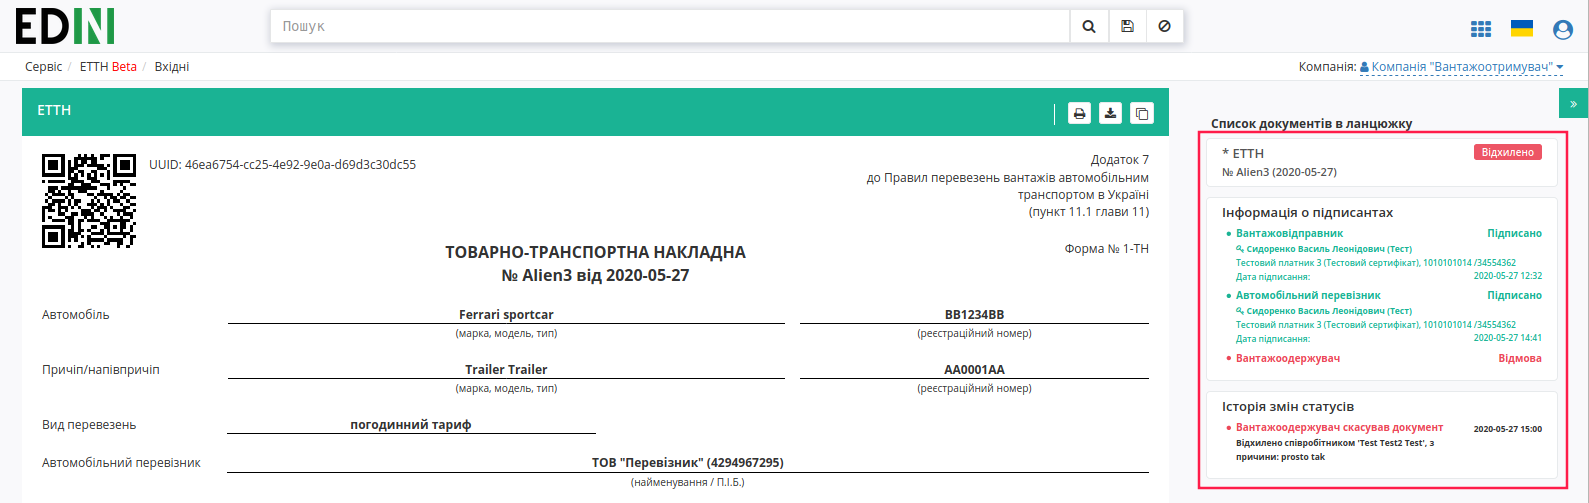 EDIN
Пошук
Сервіс / ЕТТН Beta / Вхідні
Компанія: Компанія "Вантажоотримувач"
ЕТТН
UUID: 46ea6754-cc25-4e92-9e0a-d69d3c30dc55
Додаток 7
до Правил перевезень вантажів автомобільним
транспортом в Україні
(пункт 11.1 глави 11)
Форма № 1-ТН
ТОВАРНО-ТРАНСПОРТНА НАКЛАДНА
№ Alien3 від 2020-05-27
Автомобіль Ferrari sportcar BB1234BB
(марка, модель, тип) (реєстраційний номер)
Причіп/напівпричіп Trailer Trailer AA0001AA
(марка, модель, тип) (реєстраційний номер)
Вид перевезень погодинний тариф
Автомобільний перевізник ТОВ "Перевізник" (4294967295)
(найменування / П.І.Б.)
»
Список документів в ланцюжку
* ЕТТН Відхилено
№ Alien3 (2020-05-27)
Інформація о підписантах
Вантажовідправник Підписано
Сидоренко Василь Леонідович (Тест)
Тестовий платник 3 (Тестовий сертифікат), 1010101014 /34554362
Дата підписання: 2020-05-27 12:32
Автомобільний перевізник Підписано
Сидоренко Василь Леонідович (Тест)
Тестовий платник 3 (Тестовий сертифікат), 1010101014 /34554362
Дата підписання: 2020-05-27 14:41
Вантажоодержувач Відмова
Історія змін статусів
Вантажоодержувач скасував документ 2020-05-27 15:00
Відхилено співробітником 'Test Test2 Test', з
причини: prosto tak